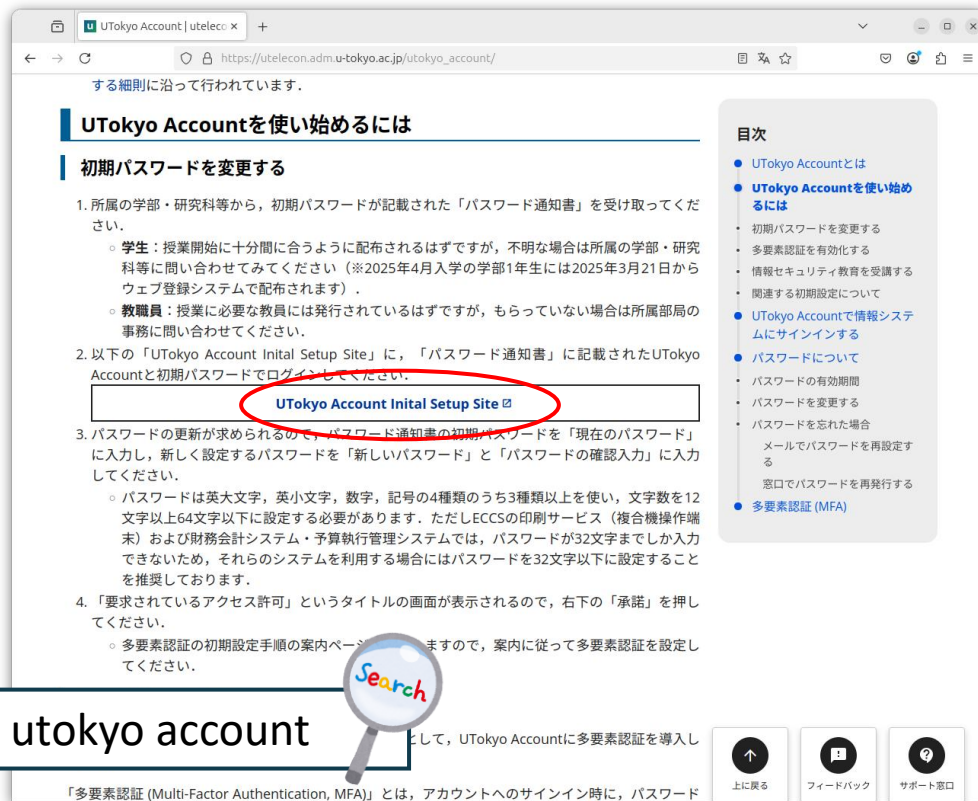 UTokyo Account | utelecc
https://utelecon.adm.u-tokyo.ac.jp/utokyo_account/
する細則に沿って行われています．
UTokyo Accountを使い始めるには
初期パスワードを変更する
1. 所属の学部・研究科等から，初期パスワードが記載された「パスワード通知書」を受け取ってくだ
さい．
学生：授業開始に十分間に合うように配布されるはずですが，不明な場合は所属の学部・研究
科等に問い合わせてみてください（※2025年4月入学の学部1年生には2025年3月21日から
ウェブ登録システムで配布されます）．
教職員：授業に必要な教員には発行されているはずですが，もらっていない場合は所属部局の
事務に問い合わせてください．
2. 以下の「UTokyo Account Inital Setup Site」に，「パスワード通知書」に記載されたUTokyo
Accountと初期パスワードでログインしてください．
UTokyo Account Inital Setup Site
3. パスワードの更新が求められるので，パスワード通知書の初期パスワードを「現在のパスワード」
に入力し，新しく設定するパスワードを「新しいパスワード」と「パスワードの確認入力」に入力
してください．
パスワードは英大文字，英小文字，数字，記号の4種類のうち3種類以上を使い，文字数を12
文字以上64文字以下に設定する必要があります．ただしECCSの印刷サービス（複合機操作端
末）および財務会計システム・予算執行管理システムでは，パスワードが32文字までしか入力
できないため，それらのシステムを利用する場合にはパスワードを32文字以下に設定すること
を推奨しております．
4. 「要求されているアクセス許可」というタイトルの画面が表示されるので，右下の「承諾」を押し
てください．
多要素認証の初期設定手順の案内ペー ますので，案内に従って多要素認証を設定し
てください．
Search
utokyo account
として，UTokyo Accountに多要素認証を導入し
「多要素認証 (Multi-Factor Authentication, MFA)」とは，アカウントへのサインイン時に，パスワード
目次
UTokyo Accountとは
UTokyo Accountを使い始め
るには
初期パスワードを変更する
多要素認証を有効化する
情報セキュリティ教育を受講する
関連する初期設定について
UTokyo Accountで情報システ
ムにサインインする
パスワードについて
パスワードの有効期間
パスワードを変更する
パスワードを忘れた場合
メールでパスワードを再設定す
る
窓口でパスワードを再発行する
多要素認証 (MFA)
上に戻る
フィードバック
サポート窓口